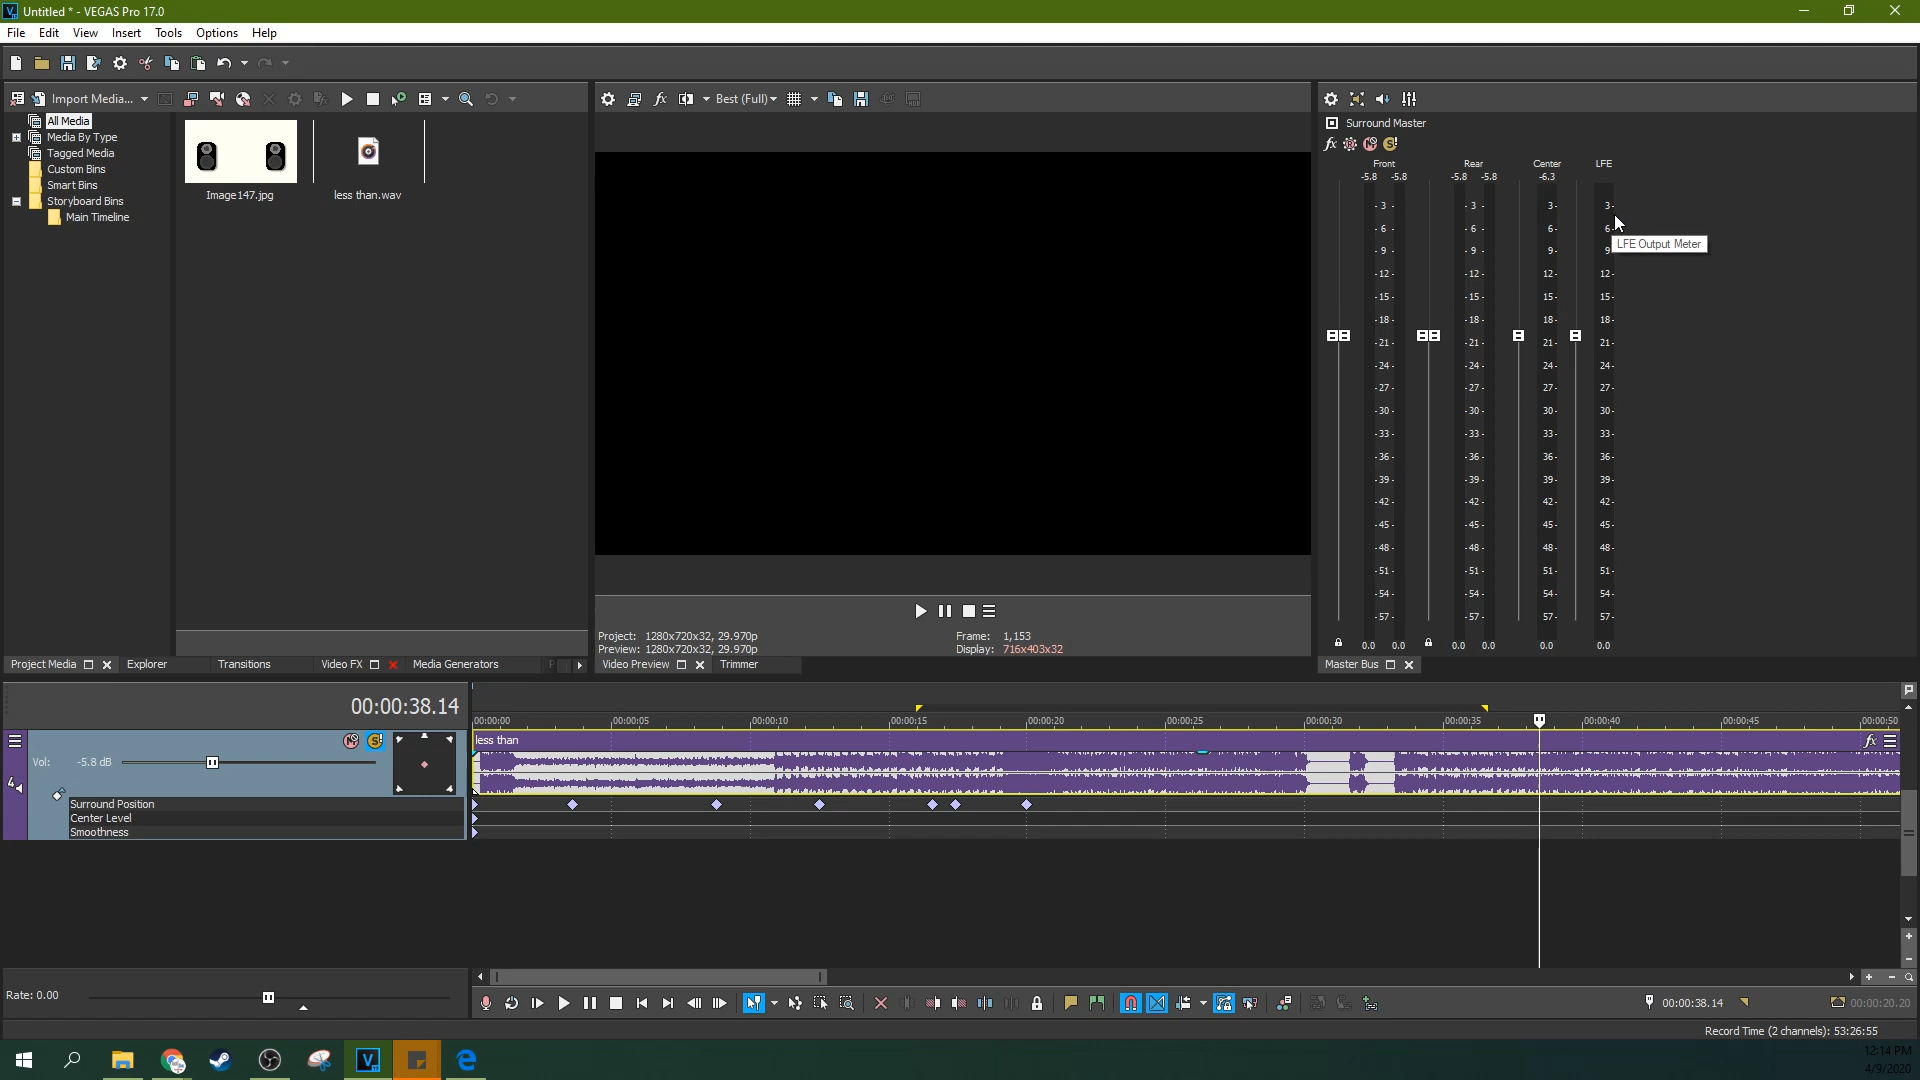 Untitled * - VEGAS Pro 17.0
File Edit View Insert Tools Options Help
Import Media...
Best (Full)
All Media
Media By Type
Tagged Media
Custom Bins
Smart Bins
Storyboard Bins
Main Timeline
Image147.jpg
less than.wav
Surround Master
Front Rear Center LFE
-5.8 -5.8 -5.8 -5.8 -6.3
- 3 - - 3 - 3- 3-
- 6 - - 6 - 6- 6-
- 9 - - 9 - 9- 9
LFE Output Meter
-12- -12- 12- 12-
-15- -15- 15- 15-
-18- -18- 18- 18-
-21- -21- 21- 21-
-24- -24- 24- 24-
-27- -27- 27- 27-
-30- -30- 30- 30-
-33- -33- 33- 33-
-36- -36- 36- 36-
-39- -39- 39- 39-
-42- -42- 42- 42-
-45- -45- 45- 45-
-48- -48- 48- 48-
-51- -51- 51- 51-
-54- -54- 54- 54-
-57- -57- 57- 57-
0.0 0.0 0.0 0.0 0.0 0.0
Project: 1280x720x32, 29.970p
Preview: 1280x720x32, 29.970p
Frame: 1,153
Display: 716x403x32
Project Media Explorer Transitions Video FX Media Generators
Video Preview Trimmer
Master Bus
00:00:38.14
00:00:00 00:00:05 00:00:10 00:00:15 00:00:20 00:00:25 00:00:30 00:00:35 00:00:40 00:00:45 00:00:50
less than
fx
Vol: -5.8 dB
4
Surround Position
Center Level
Smoothness
Rate: 0.00
00:00:38.14
00:00:20.20
Record Time (2 channels): 53:26:55
12:14 PM
4/9/2020